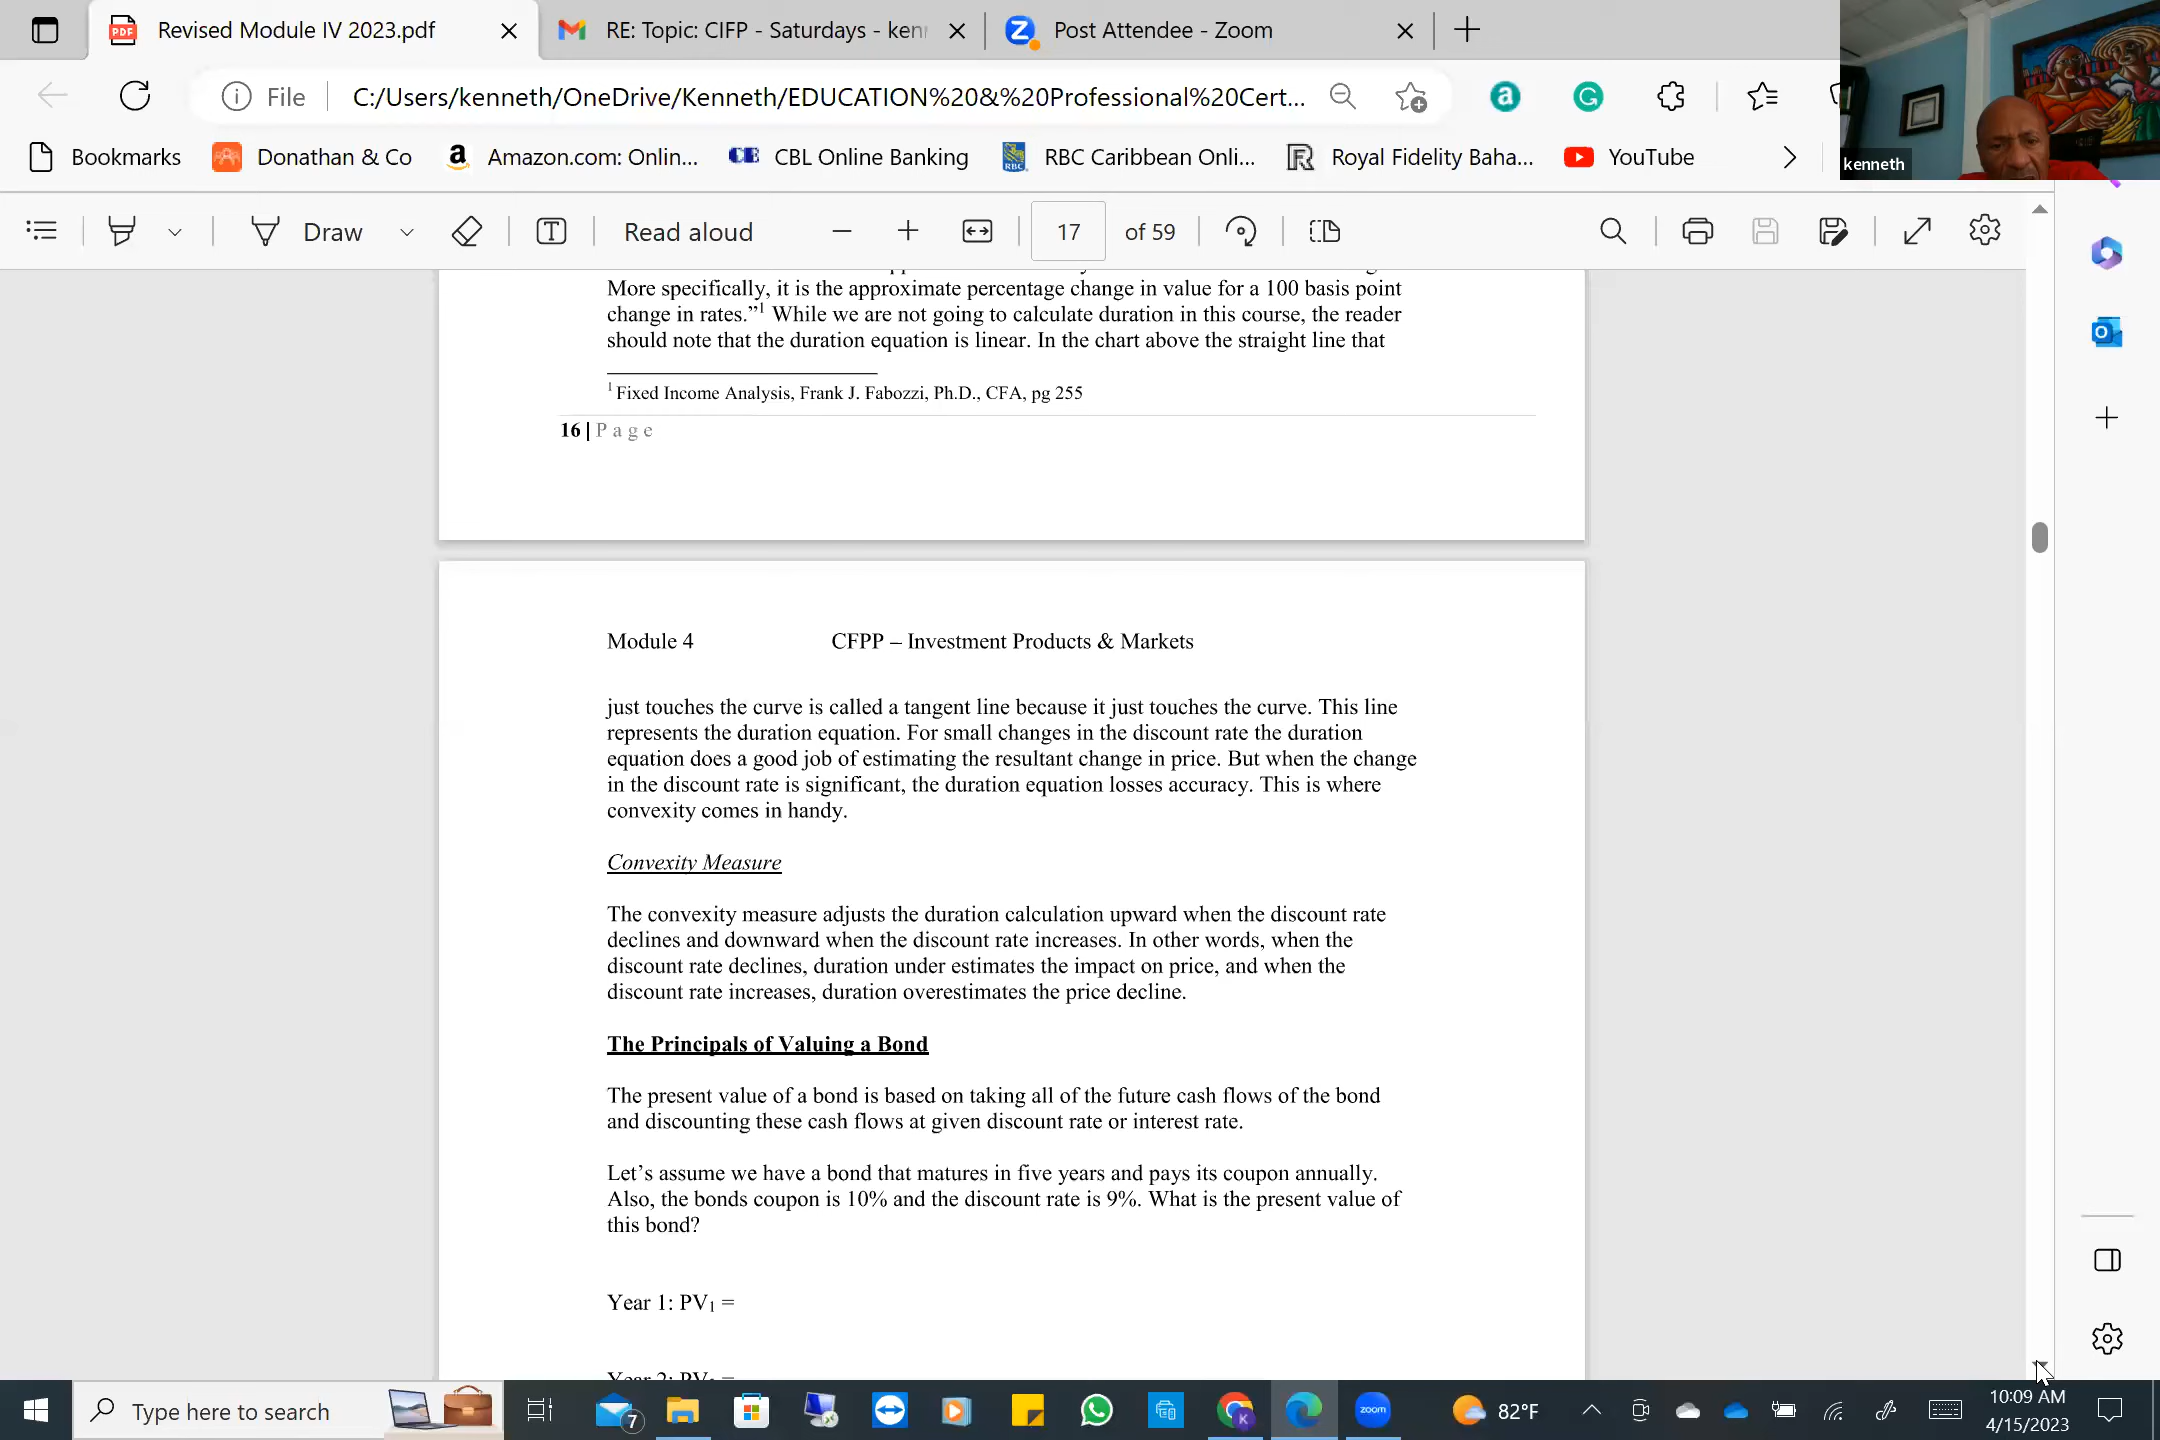 Revised Module IV 2023.pdf
RE: Topic: CIFP - Saturdays - ken
Post Attendee - Zoom
File
C:/Users/kenneth/OneDrive/Kenneth/EDUCATION%20&%20Professional%20Cert...
Bookmarks
Donathan & Co
Amazon.com: Onlin...
CBL Online Banking
RBC Caribbean Onli...
Royal Fidelity Baha...
YouTube
kenneth
Draw
Read aloud
17
of 59
More specifically, it is the approximate percentage change in value for a 100 basis point
change in rates.”1 While we are not going to calculate duration in this course, the reader
should note that the duration equation is linear. In the chart above the straight line that
1 Fixed Income Analysis, Frank J. Fabozzi, Ph.D., CFA, pg 255
16 | P a g e
Module 4 CFPP – Investment Products & Markets
just touches the curve is called a tangent line because it just touches the curve. This line
represents the duration equation. For small changes in the discount rate the duration
equation does a good job of estimating the resultant change in price. But when the change
in the discount rate is significant, the duration equation losses accuracy. This is where
convexity comes in handy.
Convexity Measure
The convexity measure adjusts the duration calculation upward when the discount rate
declines and downward when the discount rate increases. In other words, when the
discount rate declines, duration under estimates the impact on price, and when the
discount rate increases, duration overestimates the price decline.
The Principals of Valuing a Bond
The present value of a bond is based on taking all of the future cash flows of the bond
and discounting these cash flows at given discount rate or interest rate.
Let’s assume we have a bond that matures in five years and pays its coupon annually.
Also, the bonds coupon is 10% and the discount rate is 9%. What is the present value of
this bond?
Year 1: PV1 =
Type here to search
7
zoom
82°F
10:09 AM
4/15/2023